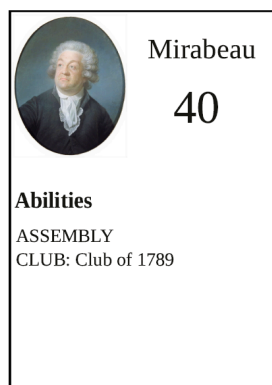 Mirabeau
40
Abilities
ASSEMBLY
CLUB: Club of 1789